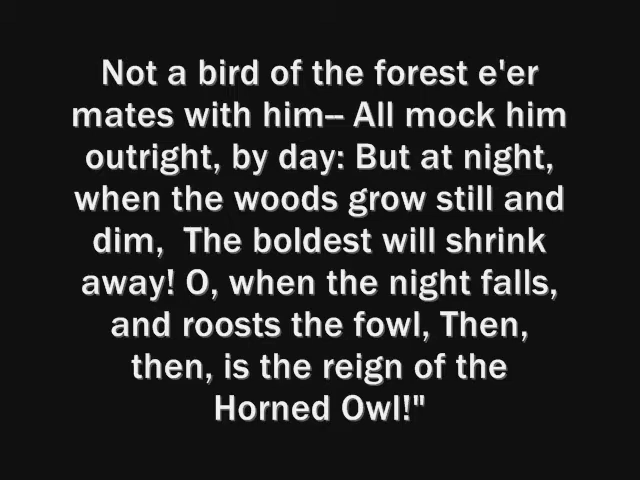 Not a bird of the forest e'er
mates with him-- All mock him
outright, by day: But at night,
when the woods grow still and
dim,  The boldest will shrink
away! O, when the night falls,
and roosts the fowl, Then,
then, is the reign of the
Horned Owl!"